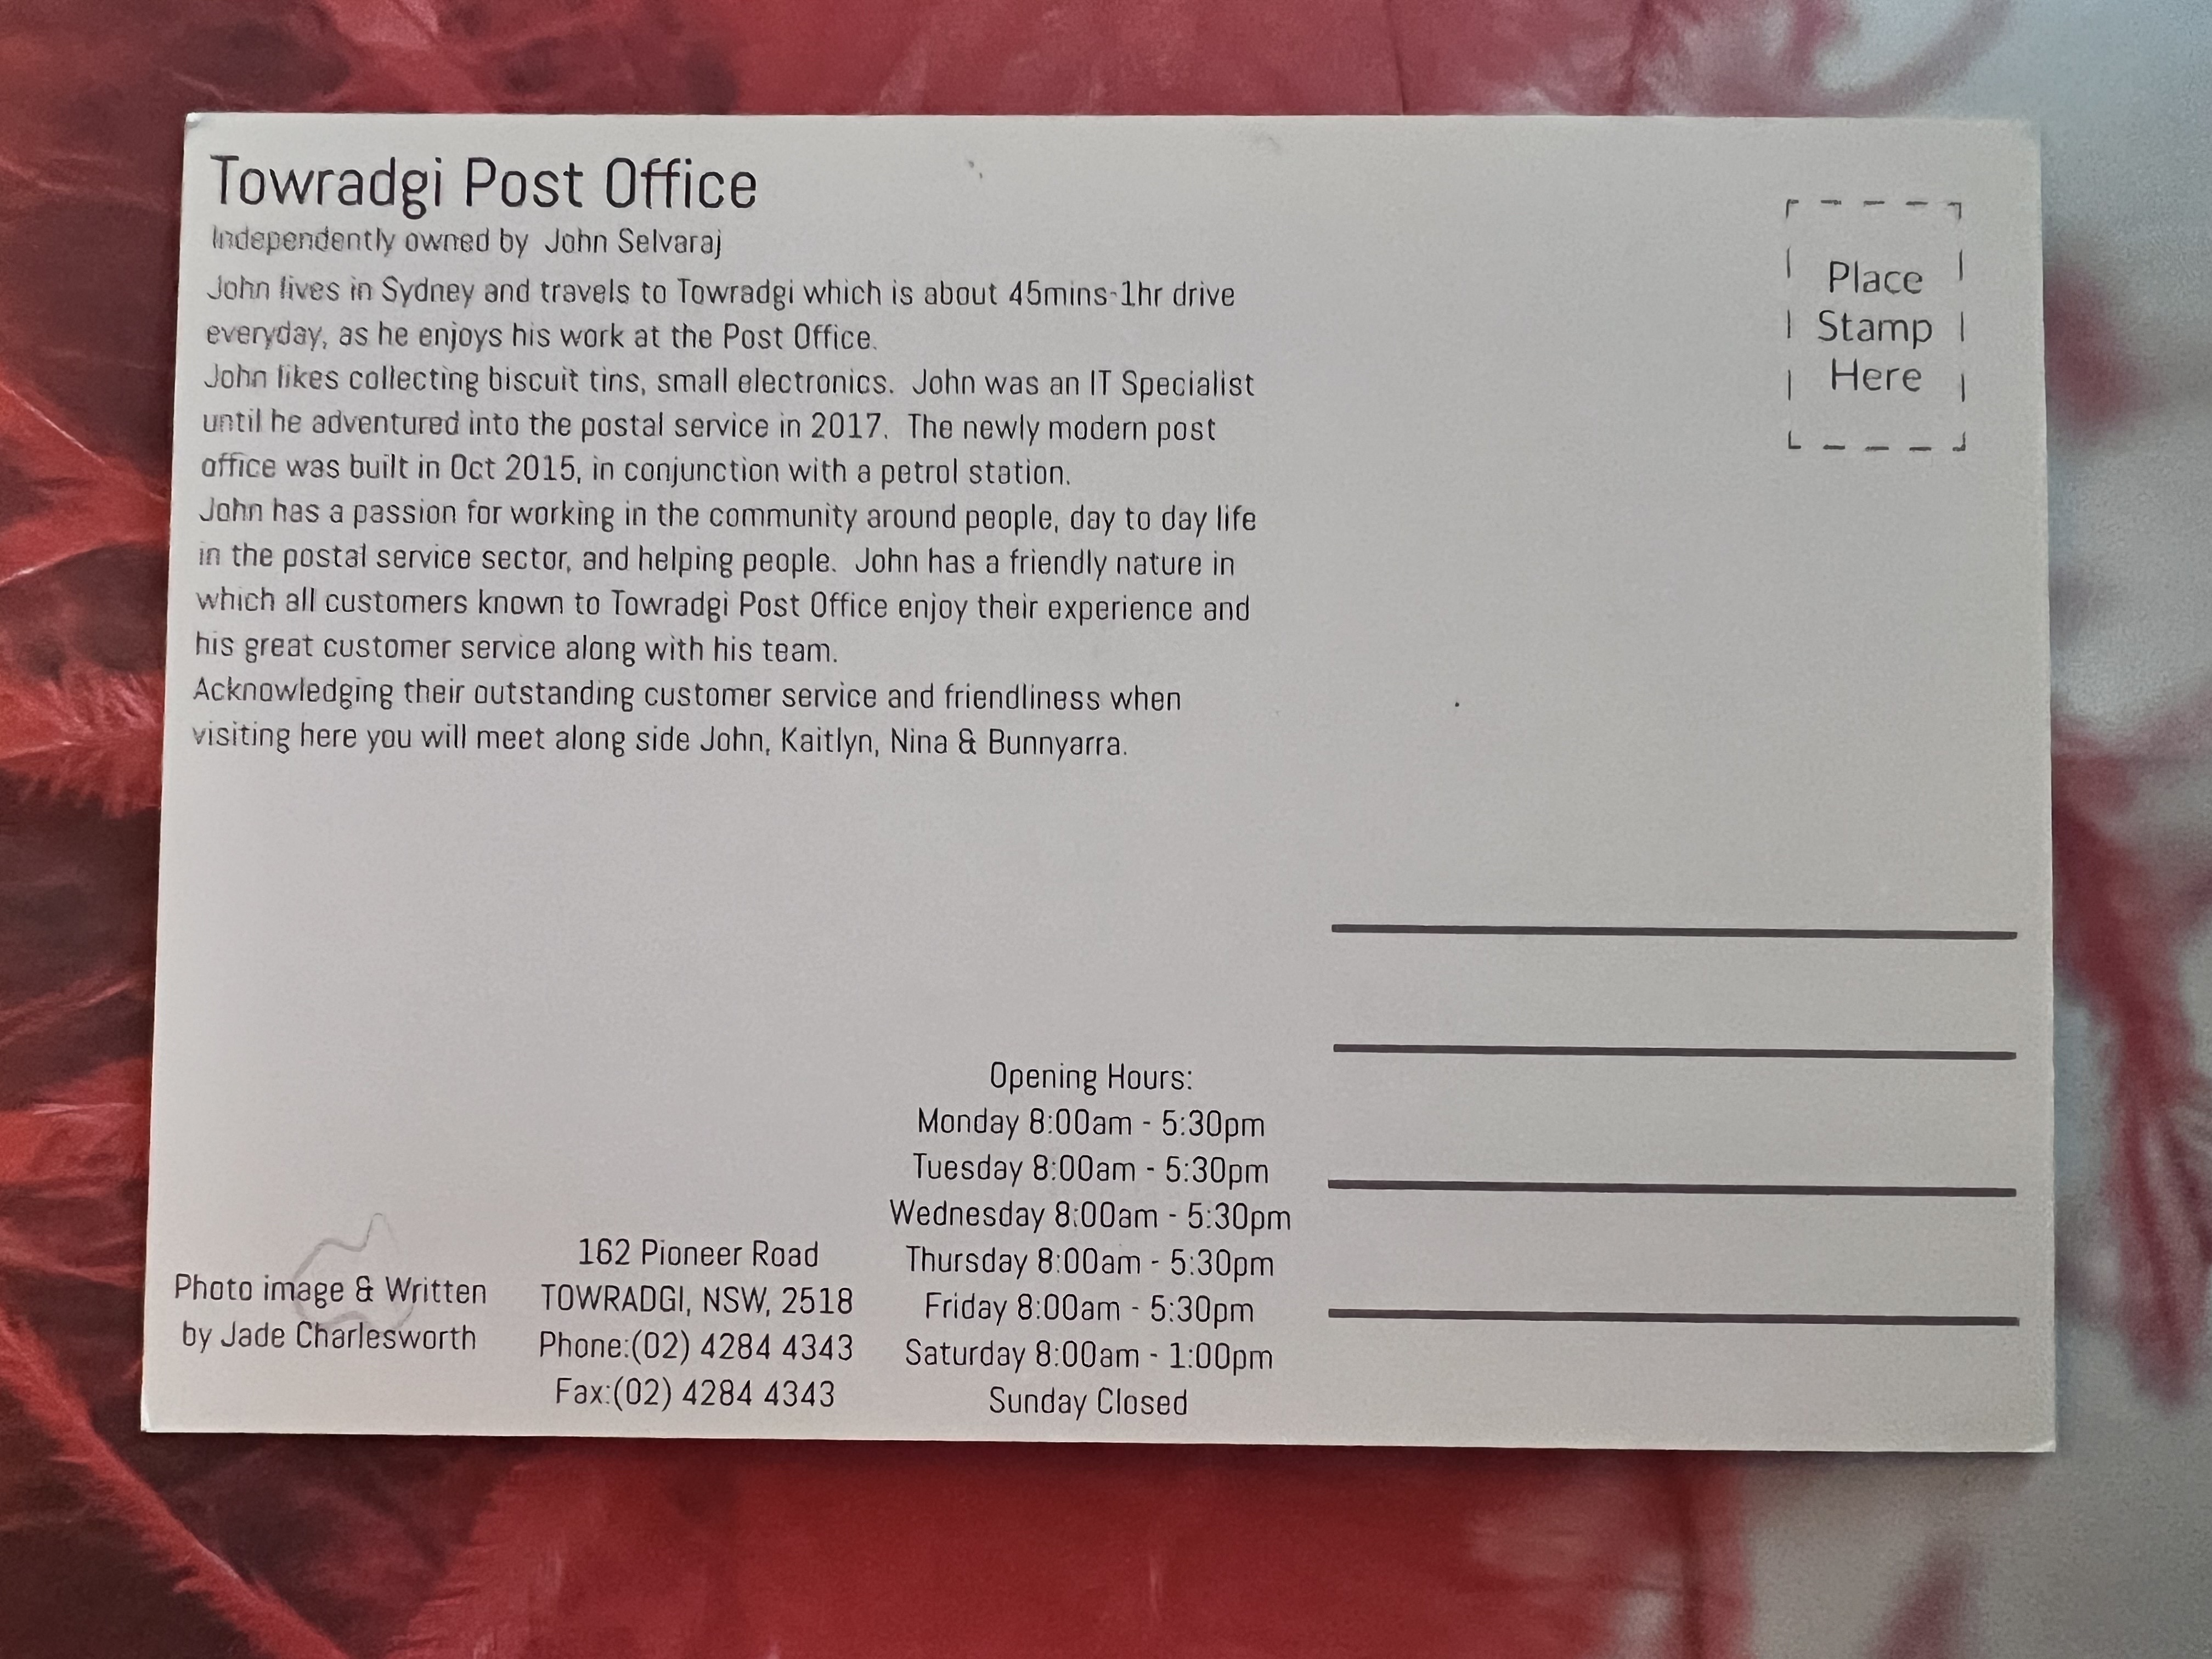 Towradgi Post Office
Independently owned by  John Selvaraj
John lives in Sydney and travels to Towradgi which is about 45mins-1hr drive
everyday, as he enjoys his work at the Post Office.
John likes collecting biscuit tins, small electronics.  John was an IT Specialist
until he adventured into the postal service in 2017.  The newly modern post
office was built in Oct 2015, in conjunction with a petrol station.
John has a passion for working in the community around people, day to day life
in the postal service sector, and helping people.  John has a friendly nature in
which all customers known to Towradgi Post Office enjoy their experience and
his great customer service along with his team.
Acknowledging their outstanding customer service and friendliness when
visiting here you will meet along side John, Kaitlyn, Nina & Bunnyarra.
Place
Stamp
Here
Photo image & Written
by Jade Charlesworth
162 Pioneer Road
TOWRADGI, NSW, 2518
Phone:(02) 4284 4343
Fax:(02) 4284 4343
Opening Hours:
Monday 8:00am - 5:30pm
Tuesday 8:00am - 5:30pm
Wednesday 8:00am - 5:30pm
Thursday 8:00am - 5:30pm
Friday 8:00am - 5:30pm
Saturday 8:00am - 1:00pm
Sunday Closed